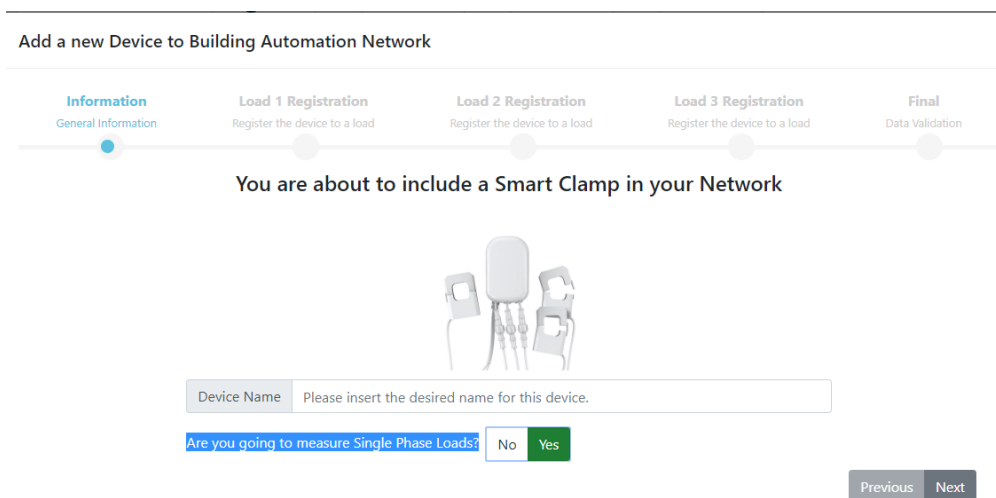 Add a new Device to Building Automation Network
Information
General Information
Load 1 Registration
Register the device to a load
Load 2 Registration
Register the device to a load
Load 3 Registration
Register the device to a load
Final
Data Validation
You are about to include a Smart Clamp in your Network
Device Name Please insert the desired name for this device.
Are you going to measure Single Phase Loads? No Yes
Previous Next